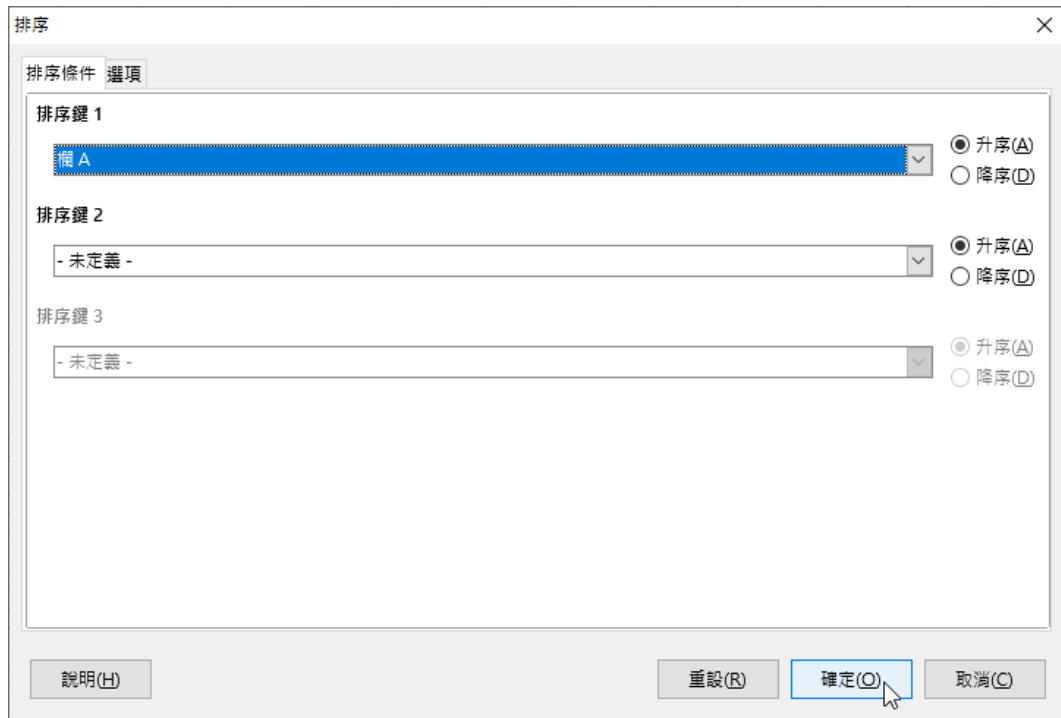 排序
排序條件 選項
排序鍵 1
欄 A
升序(A)
降序(D)
排序鍵 2
- 未定義 -
升序(A)
降序(D)
排序鍵 3
- 未定義 -
升序(A)
降序(D)
說明(H) 重設(R) 確定(O) 取消(C)